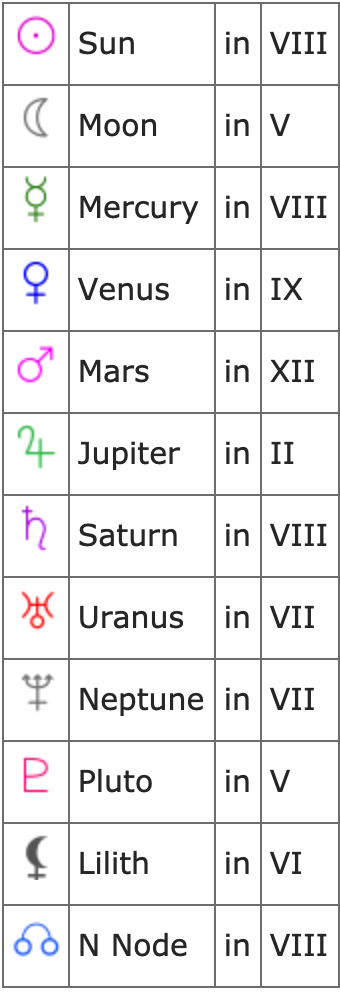 Sun in VIII
Moon in V
Mercury in VIII
Venus in IX
Mars in XII
Jupiter in II
Saturn in VIII
Uranus in VII
Neptune in VII
Pluto in V
Lilith in VI
N Node in VIII